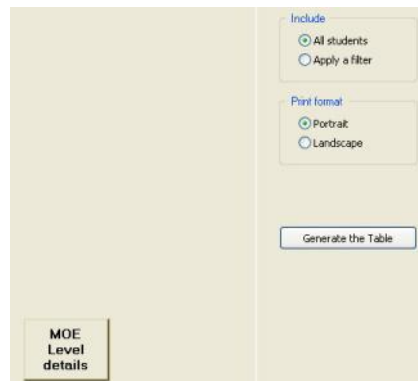 Include
All students
Apply a filter
Print format
Portrait
Landscape
Generate the Table
MOE
Level
details